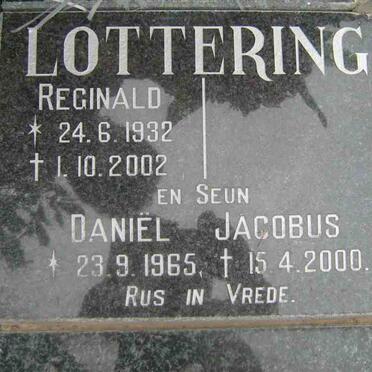 LOTTERING
REGINALD
* 24.6.1932
† 1.10.2002
EN SEUN
DANIËL JACOBUS
* 23.9.1965, † 15.4.2000.
RUS IN VREDE.